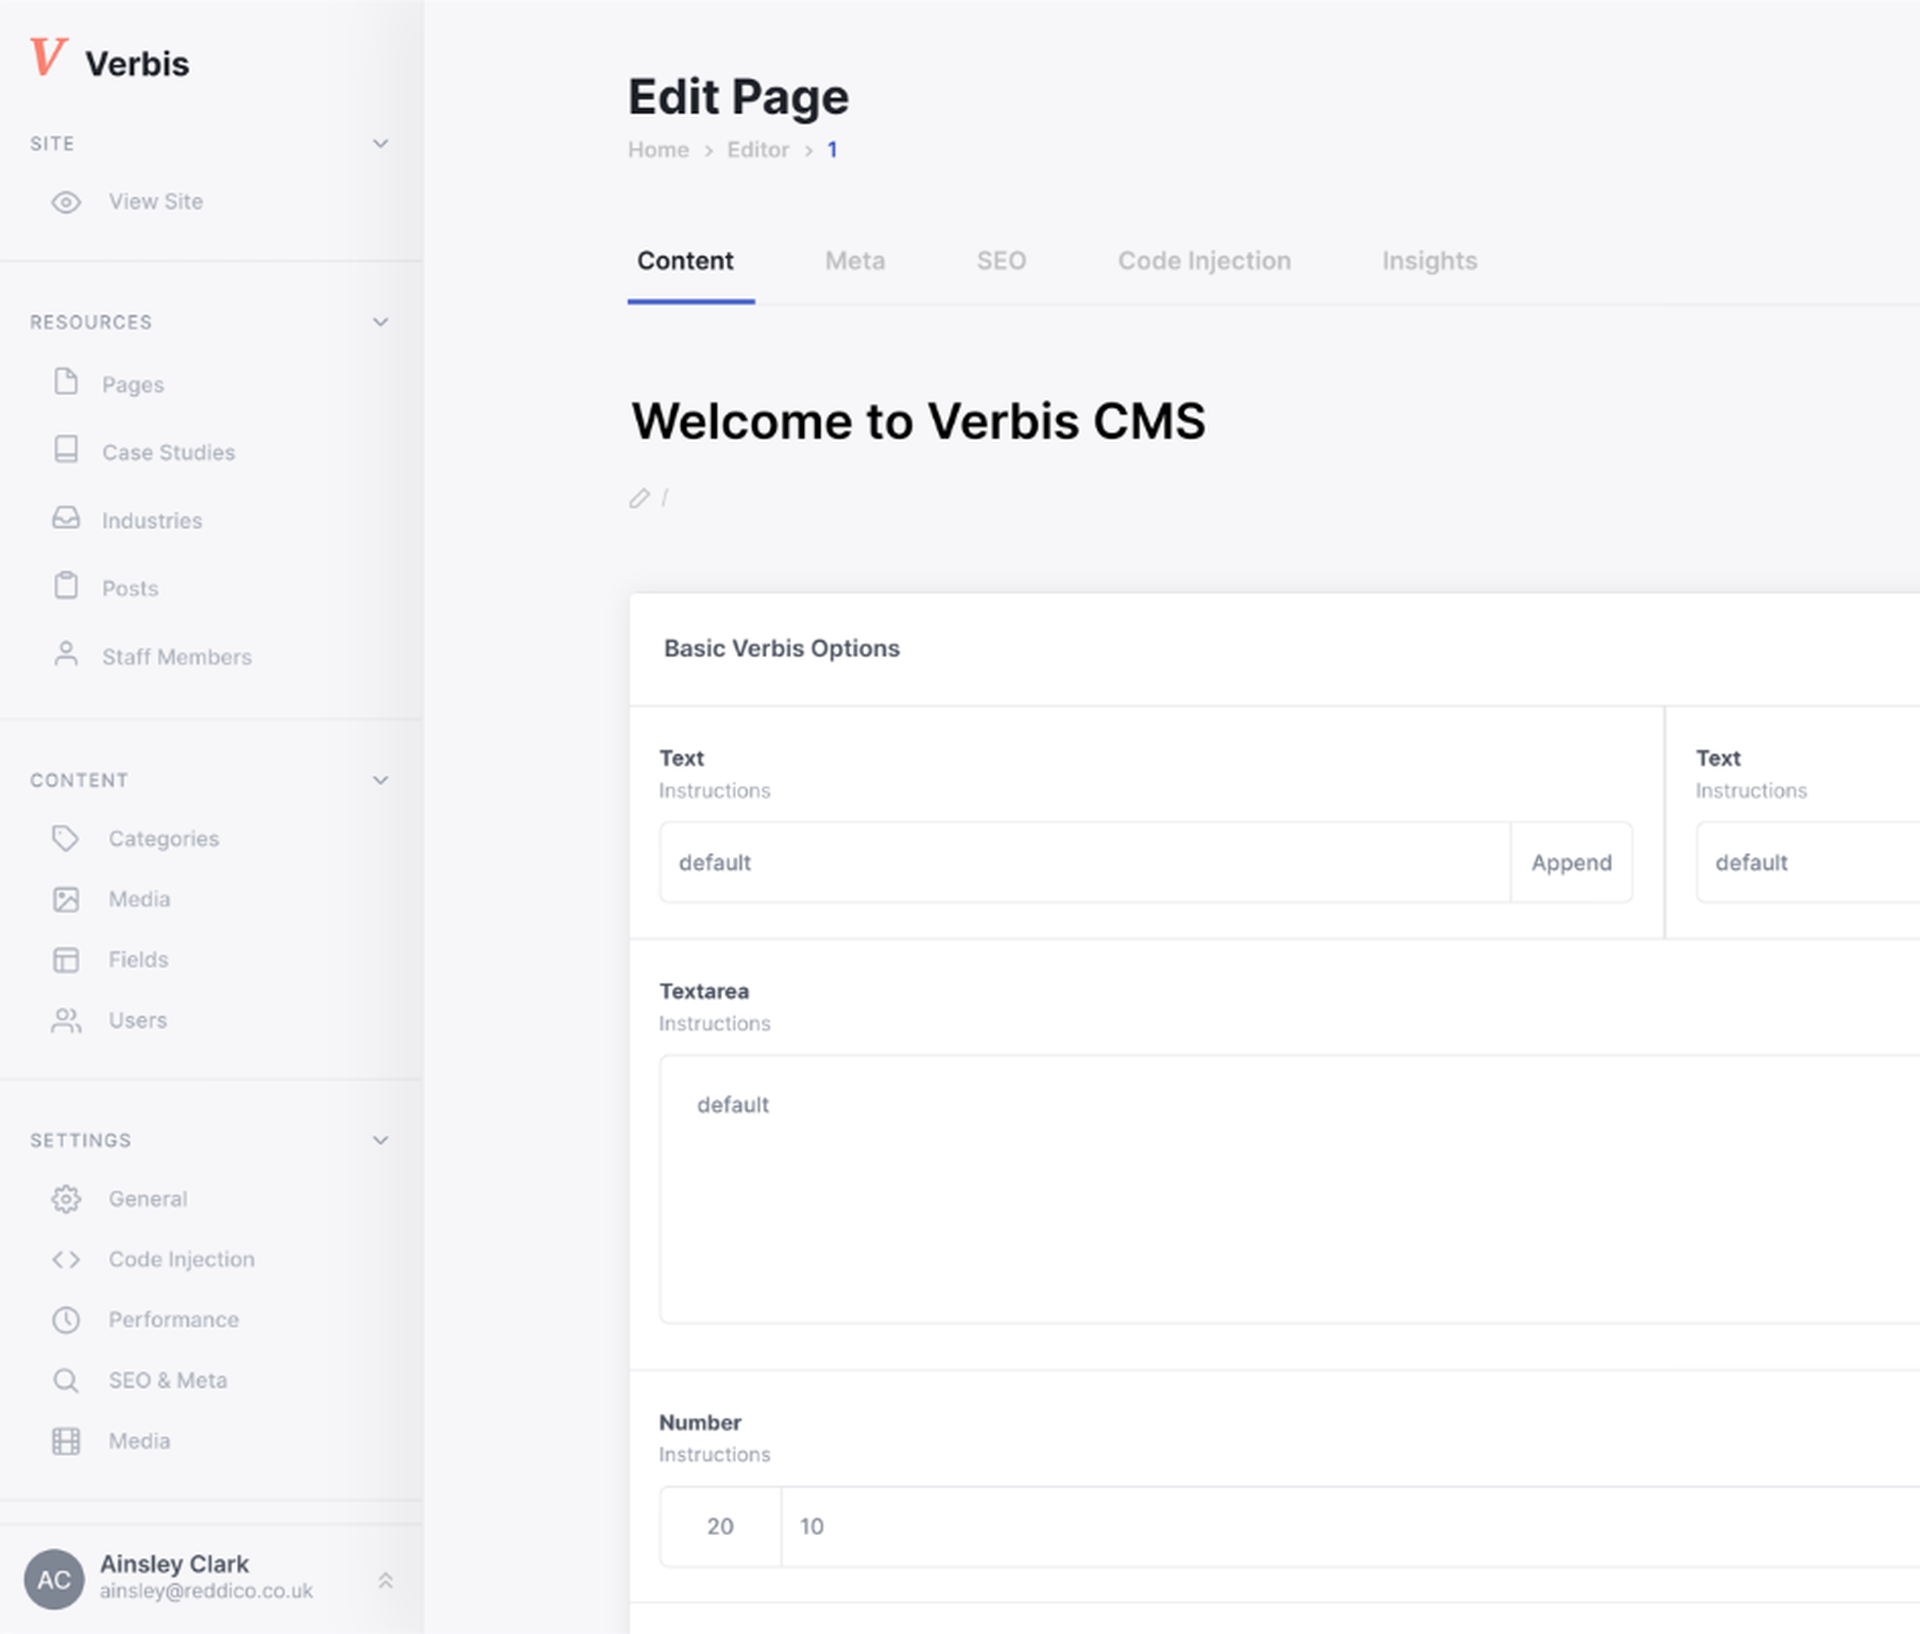 V Verbis
SITE
View Site
RESOURCES
Pages
Case Studies
Industries
Posts
Staff Members
CONTENT
Categories
Media
Fields
Users
SETTINGS
General
Code Injection
Performance
SEO & Meta
Media
AC
Ainsley Clark
ainsley@reddico.co.uk
Edit Page
Home > Editor > 1
Content Meta SEO Code Injection Insights
Welcome to Verbis CMS
/
Basic Verbis Options
Text
Instructions
default Append
Text
Instructions
default
Textarea
Instructions
default
Number
Instructions
20 10